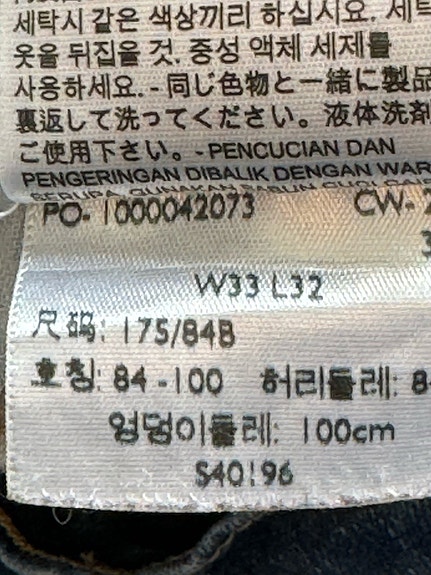 세탁시 같은 색상끼리 하십시요. 세탁
옷을 뒤집을 것. 중성 액체 세제를
사용하세요. - 同じ色物と一緒に製品
裏返して洗ってください。液体洗剤
ご使用下さい。-PENCUCIAN DAN
PENGERINGAN DIBALIK DENGAN WAR
PO- 1000042073 CW-
W33 L32
尺码: 175/84B
호칭: 84 -100 허리둘레: 8
엉덩이둘레: 100cm
S40196